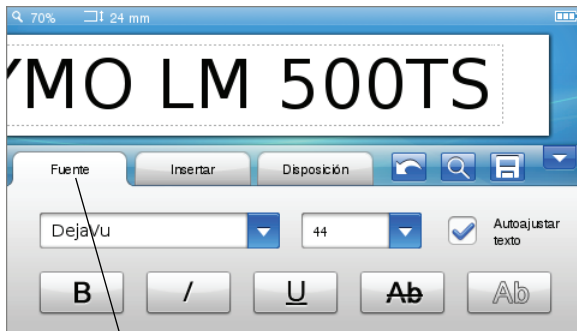 70% 24 mm
YMO LM 500TS
Fuente Insertar Disposición
DejaVu 44 Autoajustar
texto
B I U Ab Ab